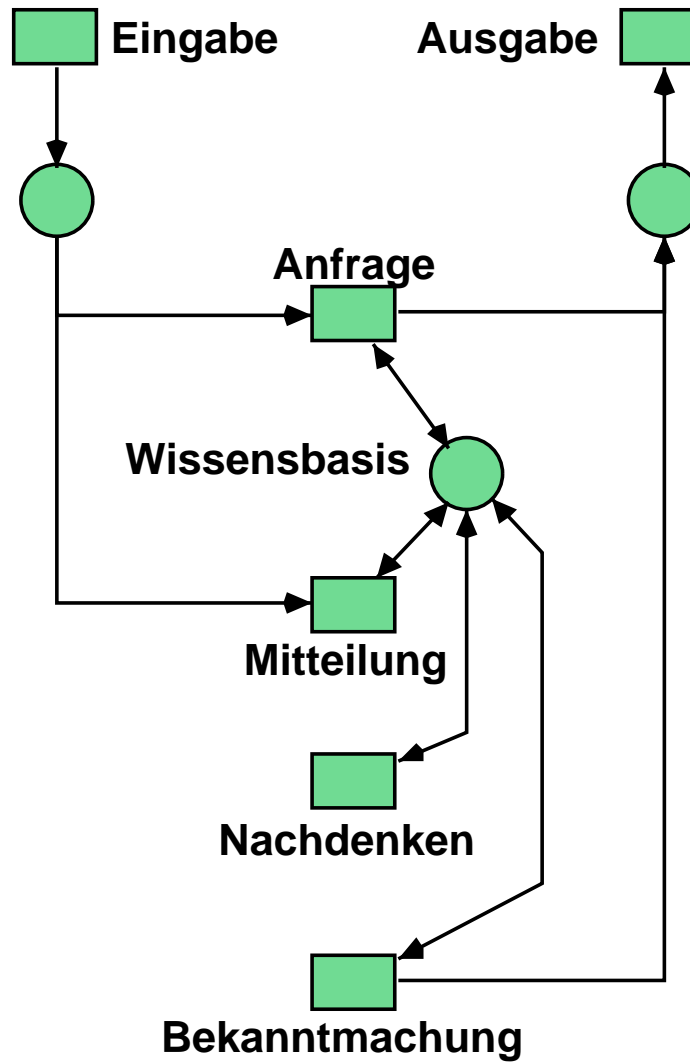 Eingabe
Ausgabe
Anfrage
Wissensbasis
Mitteilung
Nachdenken
Bekanntmachung